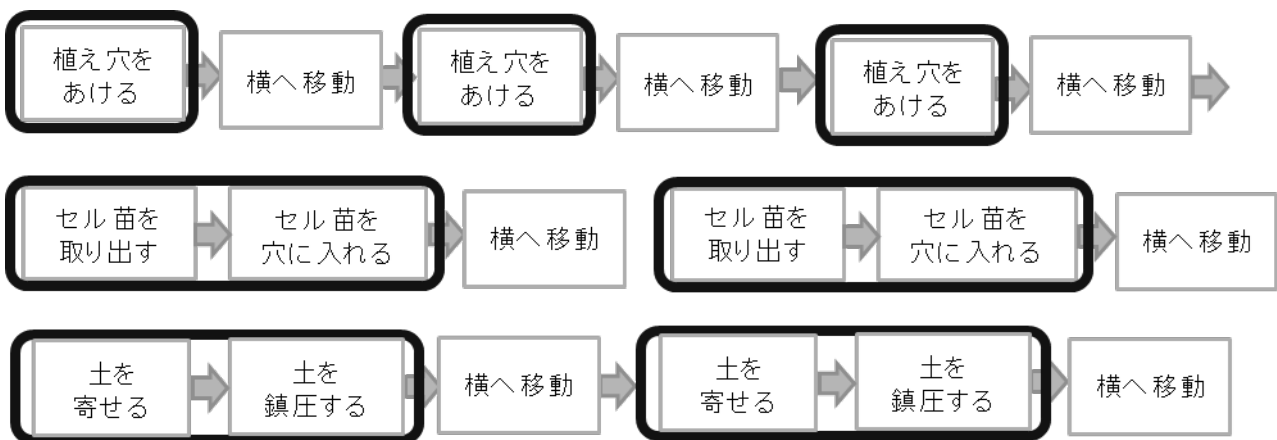 植え穴を
あける
横へ移動
植え穴を
あける
横へ移動
植え穴を
あける
横へ移動
セル苗を
取り出す
セル苗を
穴に入れる
横へ移動
セル苗を
取り出す
セル苗を
穴に入れる
横へ移動
土を
寄せる
土を
鎮圧する
横へ移動
土を
寄せる
土を
鎮圧する
横へ移動